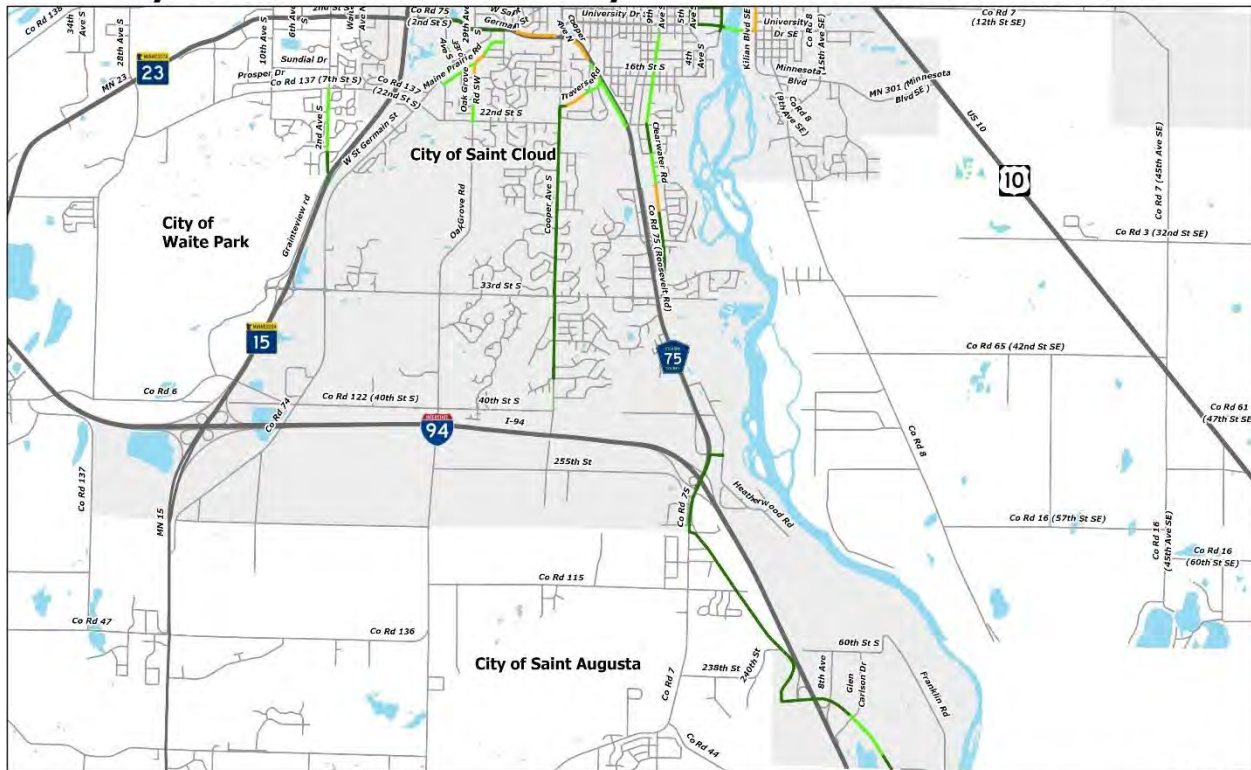 Co Rd 138
34th Ave S
28th Ave S
MINNESOTA
23
MN 23
10th Ave S
6th Ave
2nd St S
Waite
Sundial Dr
Prosper Dr
Co Rd 137 (7th St S)
2nd Ave S
Co Rd 75
(2nd St S)
29th Ave S
33rd Ave S
Maine Prairie Rd
Co Rd 137
(22nd St S)
Oak Grove Rd SW
W Saint Germain St
Cooper Ave N
University Dr
9th Ave S
5th Ave S
4th Ave S
16th St S
Traverse Rd
22nd St S
W St Germain St
City of Saint Cloud
Clearwater Rd
Kilian Blvd SE
University Dr SE
Co Rd 8
(15th Ave SE)
Minnesota Blvd
Co Rd 8
(9th Ave SE)
MN 301 (Minnesota Blvd SE)
Co Rd 7
(12th St SE)
US 10
10
Co Rd 7 (45th Ave SE)
Co Rd 3 (32nd St SE)
City of
Waite Park
Grainteview rd
Oak Grove Rd
Cooper Ave S
Co Rd 75 (Roosevelt Rd)
33rd St S
MINNESOTA
15
75
Co Rd 65 (42nd St SE)
Co Rd 6
Co Rd 122 (40th St S)
40th St S
Co Rd 74
94
I-94
Co Rd 61
(47th St SE)
Co Rd 8
Co Rd 137
255th St
Co Rd 75
Heatherwood Rd
MN 15
Co Rd 16 (57th St SE)
Co Rd 16
(45th Ave SE)
Co Rd 16
(60th St SE)
Co Rd 115
Co Rd 47
Co Rd 136
City of Saint Augusta
60th St S
238th St
240th St
Co Rd 7
8th Ave
Glen
Carlson Dr
Franklin Rd
Co Rd 44